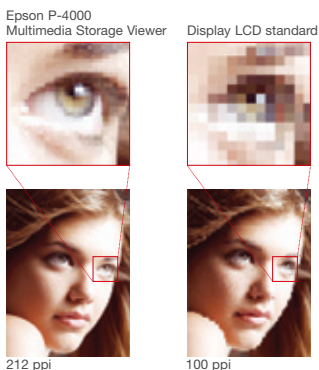 Epson P-4000
Multimedia Storage Viewer
Display LCD standard
212 ppi
100 ppi